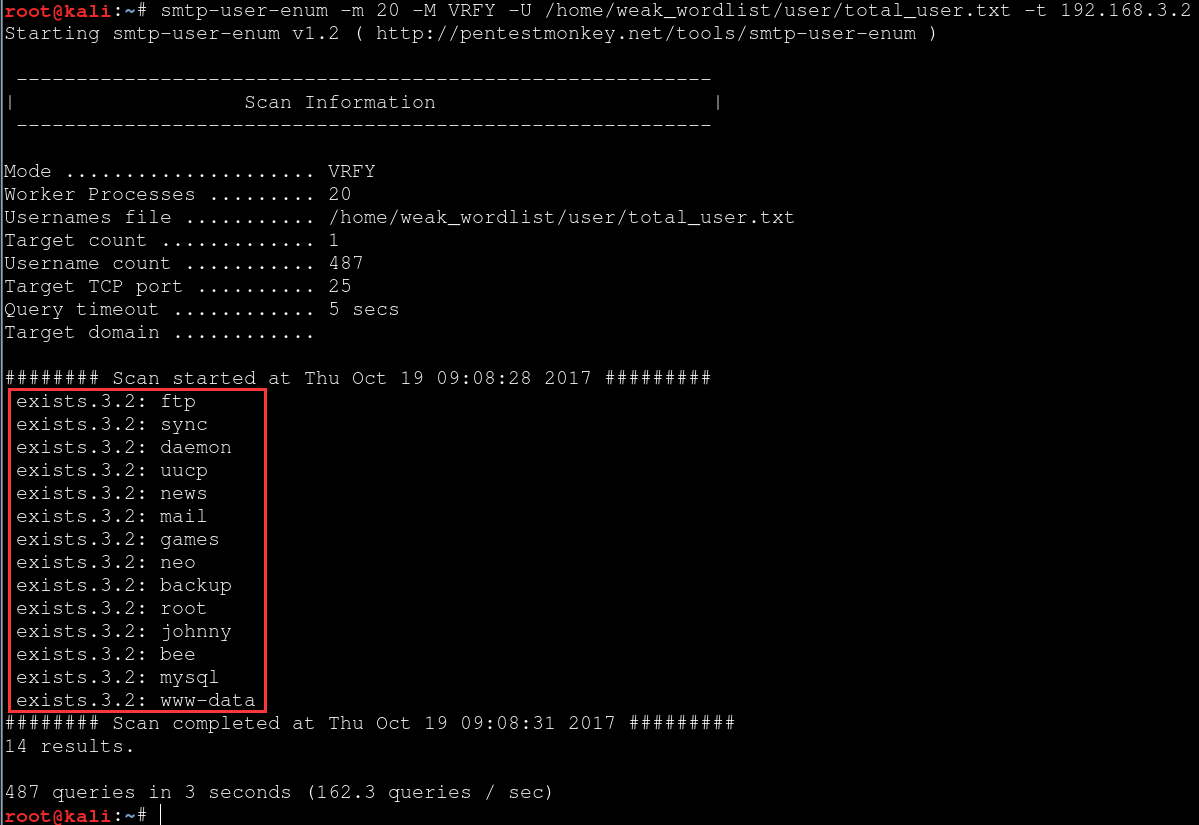 root@kali:~# smtp-user-enum -m 20 -M VRFY -U /home/weak_wordlist/user/total_user.txt -t 192.168.3.2
Starting smtp-user-enum v1.2 ( http://pentestmonkey.net/tools/smtp-user-enum )
 ----------------------------------------------------------
|                   Scan Information                       |
 ----------------------------------------------------------
Mode ..................... VRFY
Worker Processes ......... 20
Usernames file ........... /home/weak_wordlist/user/total_user.txt
Target count ............. 1
Username count ........... 487
Target TCP port .......... 25
Query timeout ............ 5 secs
Target domain ............
######## Scan started at Thu Oct 19 09:08:28 2017 #########
 exists.3.2: ftp
 exists.3.2: sync
 exists.3.2: daemon
 exists.3.2: uucp
 exists.3.2: news
 exists.3.2: mail
 exists.3.2: games
 exists.3.2: neo
 exists.3.2: backup
 exists.3.2: root
 exists.3.2: johnny
 exists.3.2: bee
 exists.3.2: mysql
 exists.3.2: www-data
######## Scan completed at Thu Oct 19 09:08:31 2017 #########
14 results.
487 queries in 3 seconds (162.3 queries / sec)
root@kali:~#